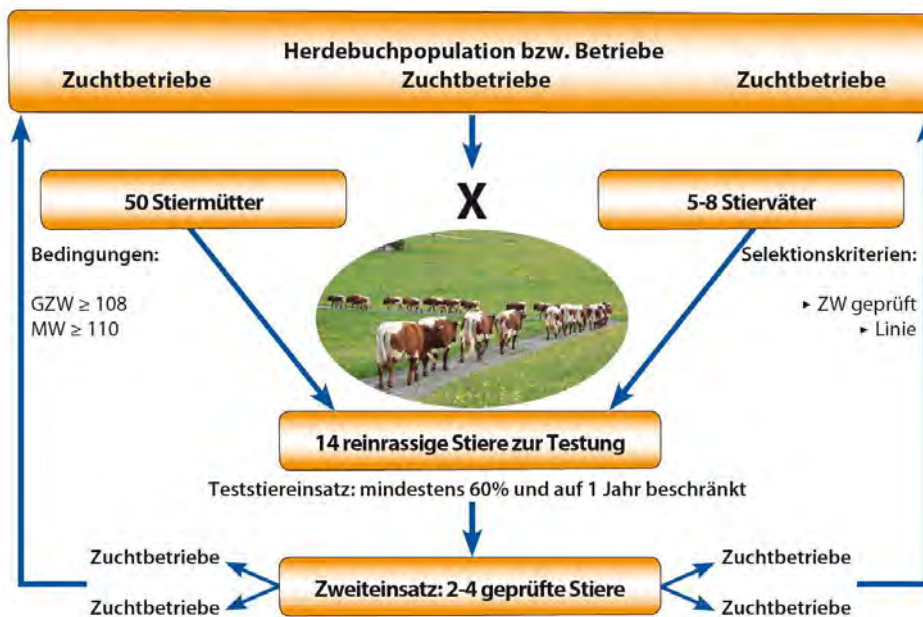 Herdebuchpopulation bzw. Betriebe
Zuchtbetriebe Zuchtbetriebe Zuchtbetriebe
50 Stiermütter
X
5-8 Stierväter
Bedingungen:
GZW ≥ 108
MW ≥ 110
Selektionskriterien:
▸ ZW geprüft
▸ Linie
14 reinrassige Stiere zur Testung
Teststiereinsatz: mindestens 60% und auf 1 Jahr beschränkt
Zuchtbetriebe
Zuchtbetriebe
Zweiteinsatz: 2-4 geprüfte Stiere
Zuchtbetriebe
Zuchtbetriebe